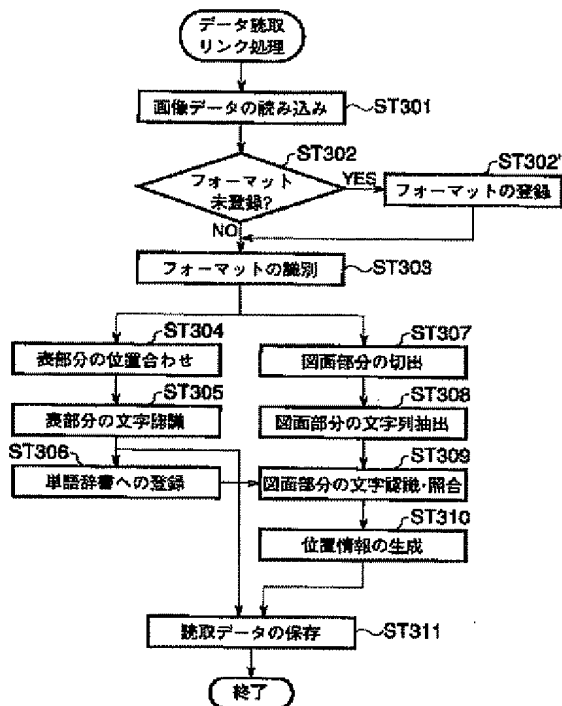 データ読取
リンク処理
画像データの読み込み
ST301
ST302
フォーマット
未登録?
YES
ST302'
フォーマットの登録
NO
フォーマットの識別
ST303
ST304
表部分の位置合わせ
ST305
表部分の文字認識
ST306
単語辞書への登録
ST307
図面部分の切出
ST308
図面部分の文字列抽出
ST309
図面部分の文字認識・照合
ST310
位置情報の生成
読取データの保存
ST311
終了